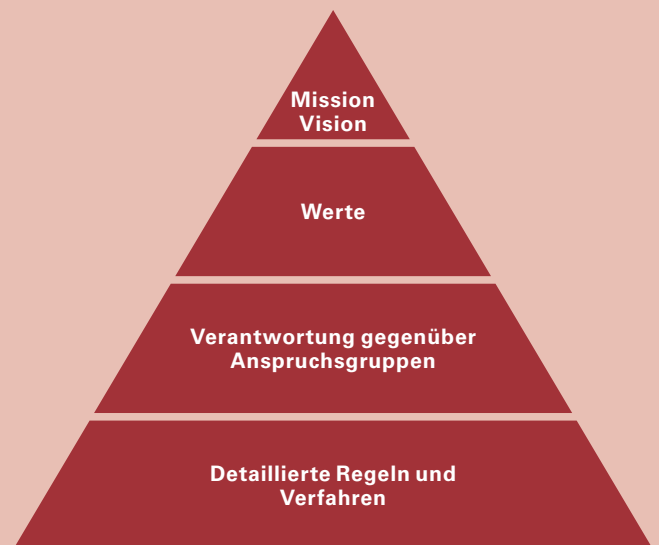 Mission
Vision
Werte
Verantwortung gegenüber
Anspruchsgruppen
Detaillierte Regeln und
Verfahren